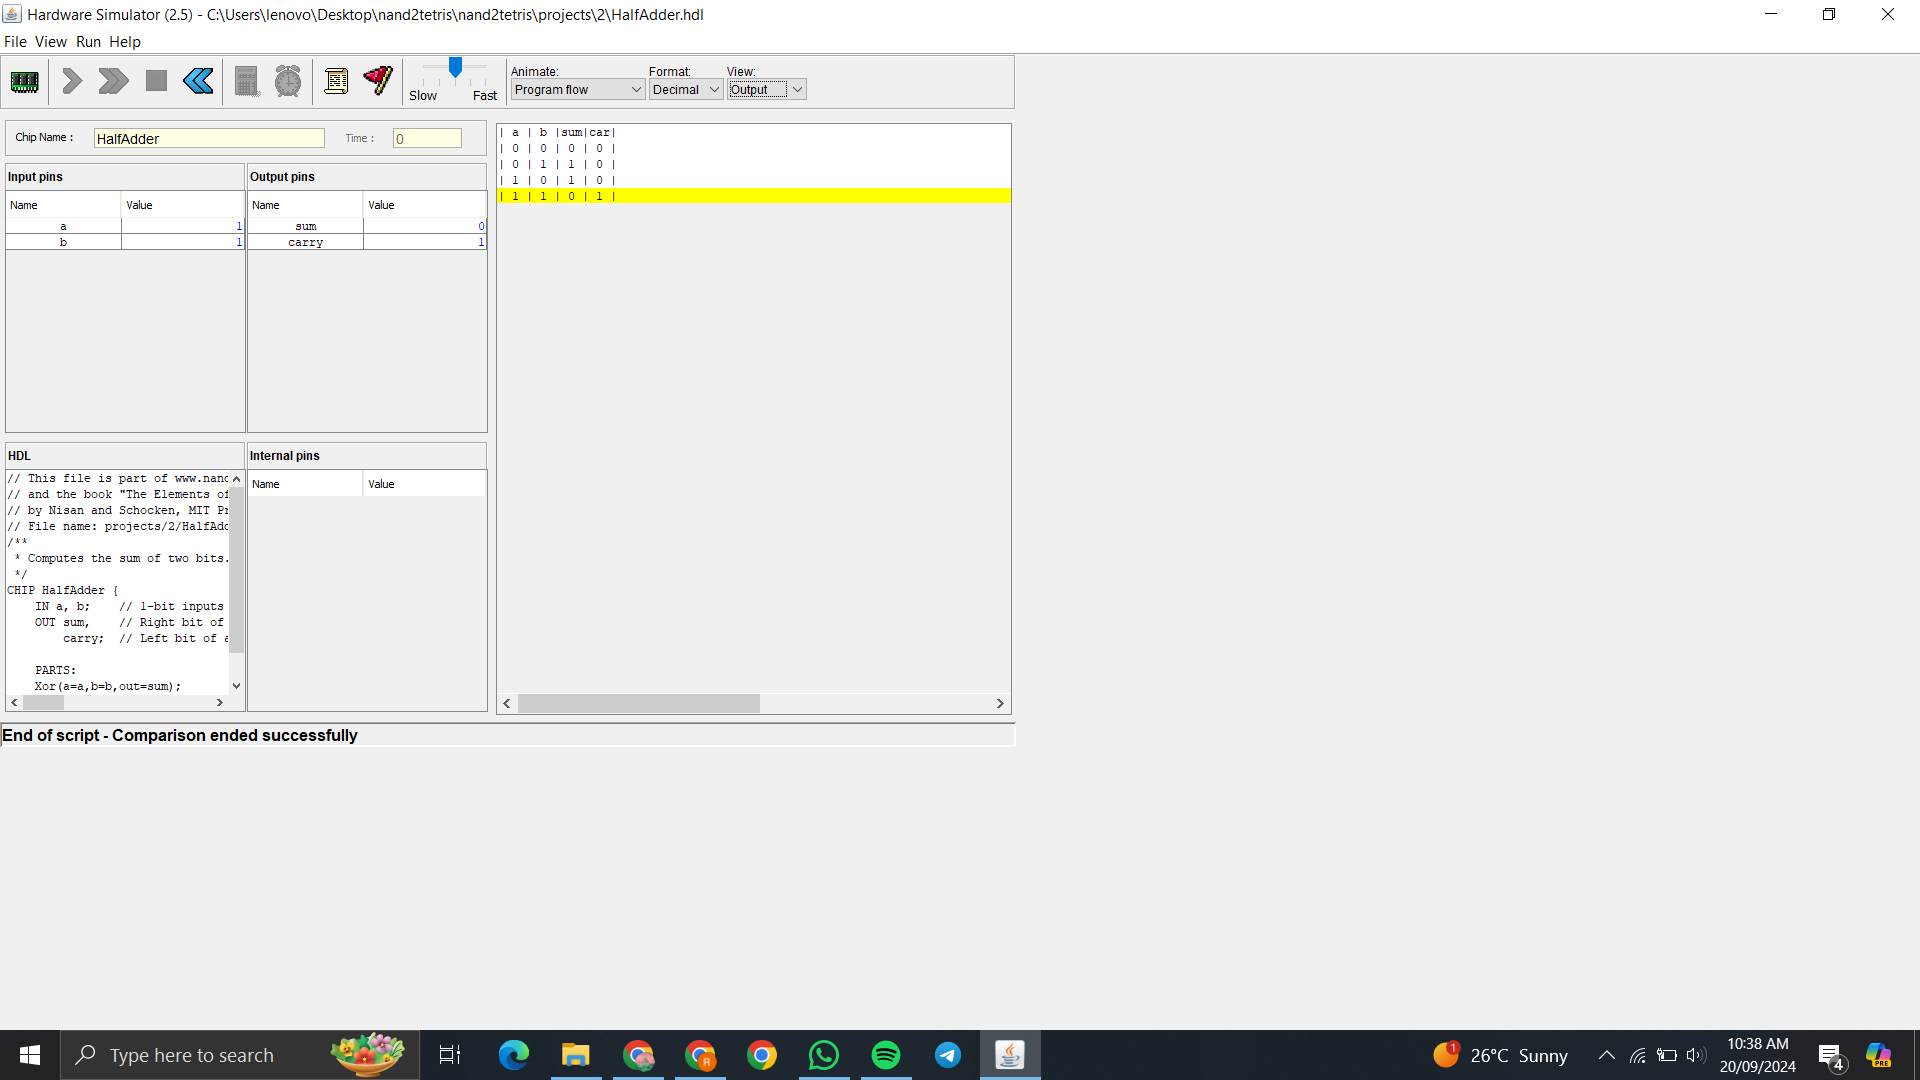 Hardware Simulator (2.5) - C:\Users\lenovo\Desktop\nand2tetris\nand2tetris\projects\2\HalfAdder.hdl
File View Run Help
Slow Fast
Animate: Format: View:
Program flow Decimal Output
Chip Name : HalfAdder Time : 0
Input pins
Name Value
a 1
b 1
Output pins
Name Value
sum 0
carry 1
| a | b |sum|car|
| 0 | 0 | 0 | 0 |
| 0 | 1 | 1 | 0 |
| 1 | 0 | 1 | 0 |
| 1 | 1 | 0 | 1 |
HDL
// This file is part of www.nand
// and the book "The Elements of
// by Nisan and Schocken, MIT Pr
// File name: projects/2/HalfAdd
/**
* Computes the sum of two bits.
*/
CHIP HalfAdder {
IN a, b; // 1-bit inputs
OUT sum, // Right bit of
carry; // Left bit of a
PARTS:
Xor(a=a,b=b,out=sum);
Internal pins
Name Value
End of script - Comparison ended successfully
Type here to search
R
1
26°C Sunny
10:38 AM
20/09/2024
4
PRE